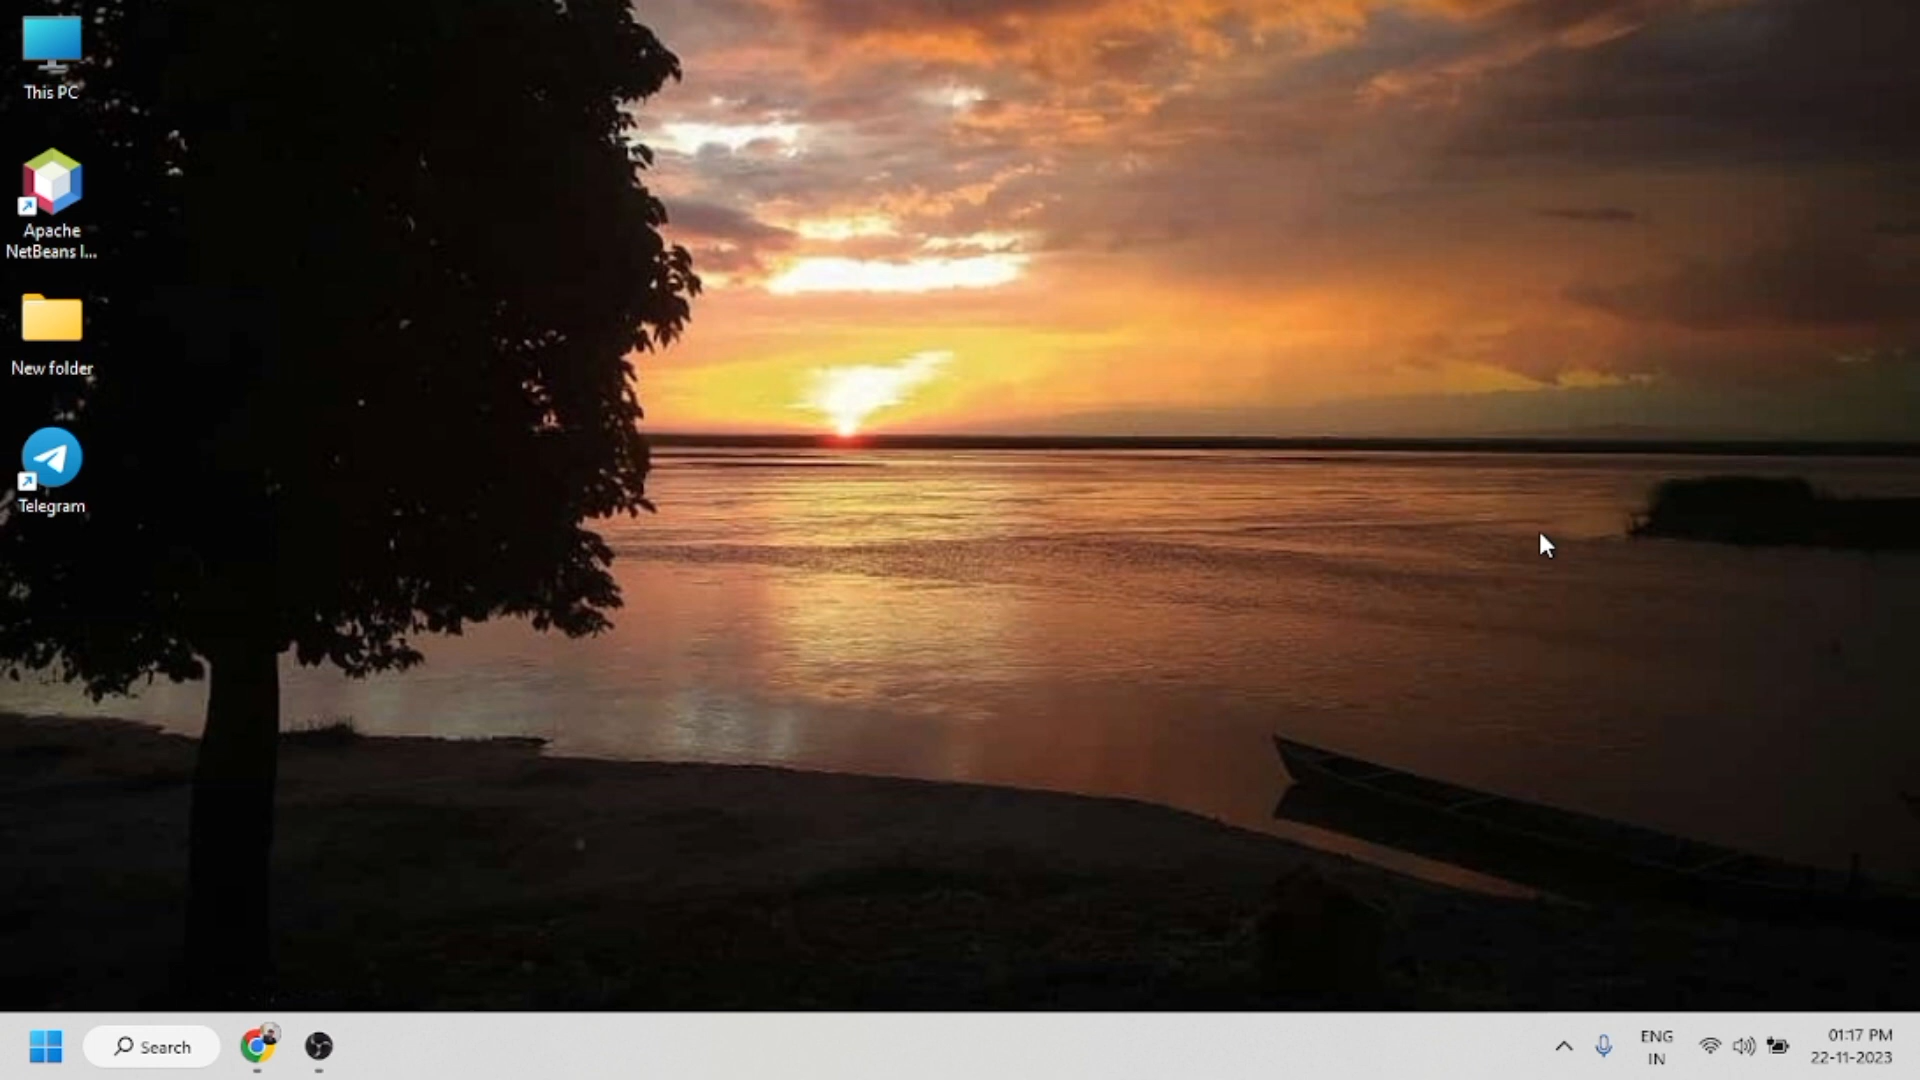 This PC
Apache
NetBeans I...
New folder
Telegram
Search
ENG
IN
01:17 PM
22-11-2023